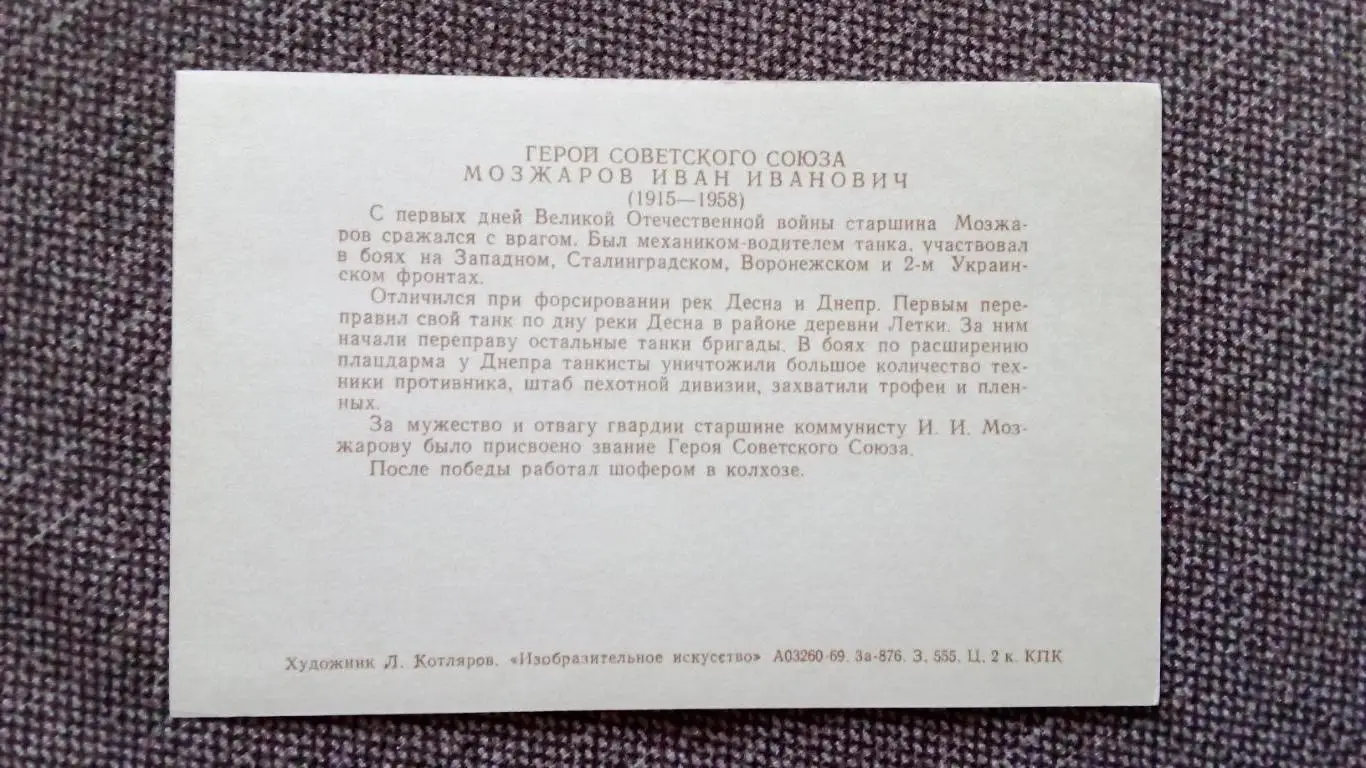 ГЕРОЙ СОВЕТСКОГО СОЮЗА
МОЗЖАРОВ ИВАН ИВАНОВИЧ
(1915—1958)
С первых дней Великой Отечественной войны старшина Мозжа-
ров сражался с врагом. Был механиком-водителем танка, участвовал
в боях на Западном, Сталинградском, Воронежском и 2-м Украин-
ском фронтах.
Отличился при форсировании рек Десна и Днепр. Первым пере-
правил свой танк по дну реки Десна в районе деревни Летки. За ним
начали переправу остальные танки бригады. В боях по расширению
плацдарма у Днепра танкисты уничтожили большое количество тех-
ники противника, штаб пехотной дивизии, захватили трофеи и плен-
ных.
За мужество и отвагу гвардии старшине коммунисту И. И. Моз-
жарову было присвоено звание Героя Советского Союза.
После победы работал шофером в колхозе.
Художник Л. Котляров. «Изобразительное искусство» А03260-69. За-876. З. 555. Ц. 2 к. КПК